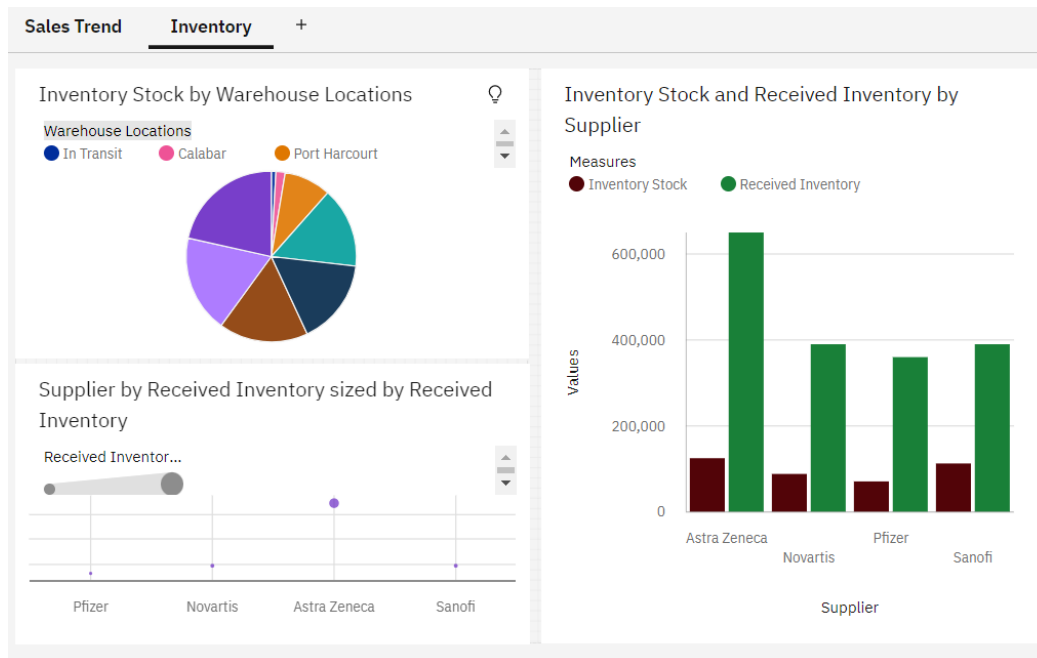 Sales Trend Inventory +
Inventory Stock by Warehouse Locations
Warehouse Locations
In Transit Calabar Port Harcourt
Supplier by Received Inventory sized by Received
Inventory
Received Inventor...
Pfizer Novartis Astra Zeneca Sanofi
Inventory Stock and Received Inventory by
Supplier
Measures
Inventory Stock Received Inventory
600,000
400,000
200,000
0
Values
Astra Zeneca Pfizer
Novartis Sanofi
Supplier